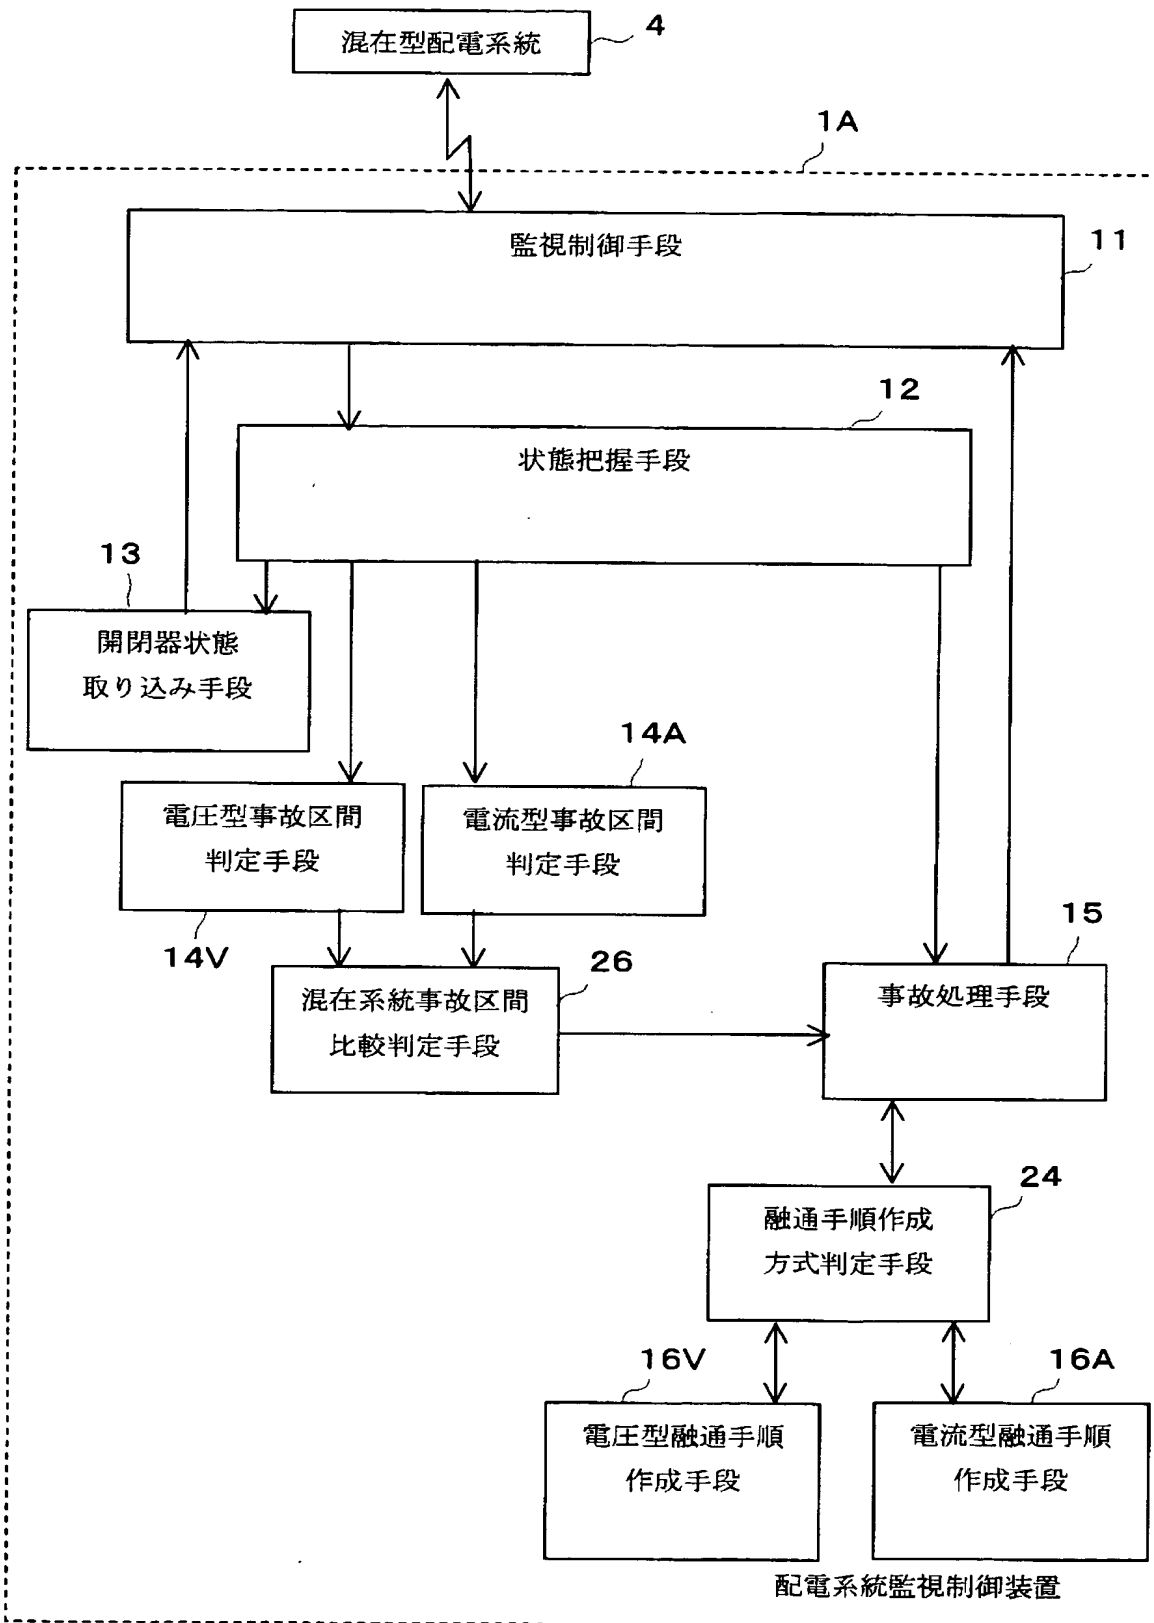 混在型配電系統
4
1A
監視制御手段
11
12
状態把握手段
13
開閉器状態
取り込み手段
14A
電圧型事故区間
判定手段
電流型事故区間
判定手段
14V
15
26
混在系統事故区間
比較判定手段
事故処理手段
24
融通手順作成
方式判定手段
16V
16A
電圧型融通手順
作成手段
電流型融通手順
作成手段
配電系統監視制御装置